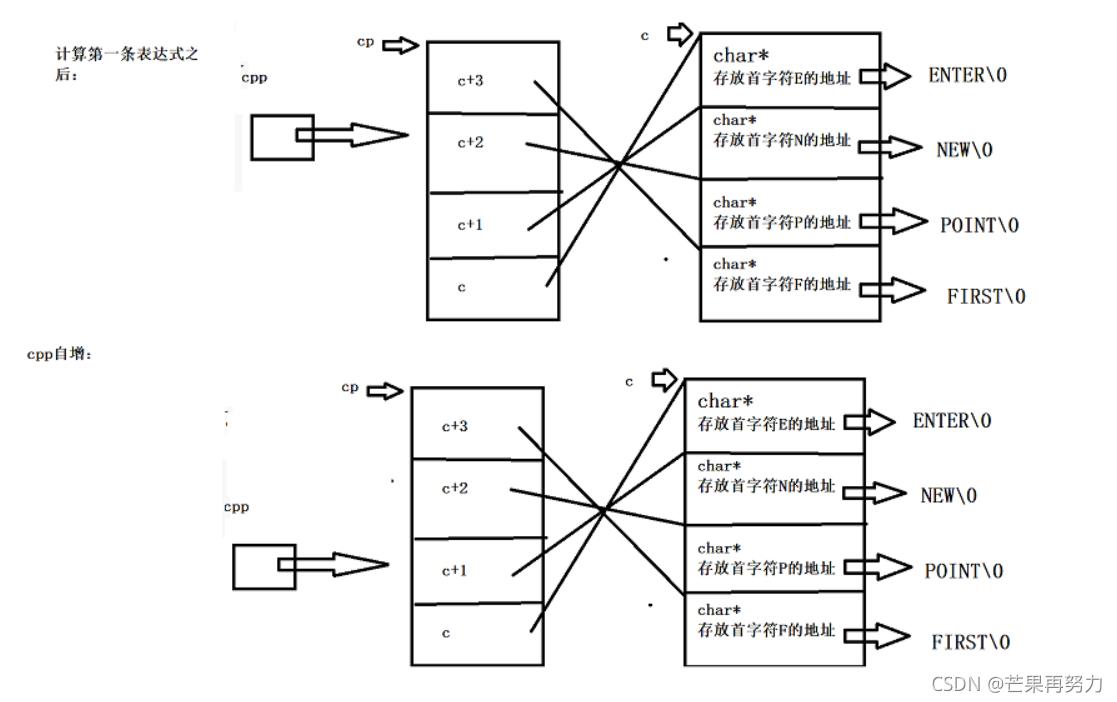 计算第一条表达式之
后:
cpp
cp
c+3
c+2
c+1
c
c
char*
存放首字符E的地址
ENTER\0
char*
存放首字符N的地址
NEW\0
char*
存放首字符P的地址
POINT\0
char*
存放首字符F的地址
FIRST\0
cpp自增:
cpp
cp
c+3
c+2
c+1
c
c
char*
存放首字符E的地址
ENTER\0
char*
存放首字符N的地址
NEW\0
char*
存放首字符P的地址
POINT\0
char*
存放首字符F的地址
FIRST\0
CSDN @芒果再努力